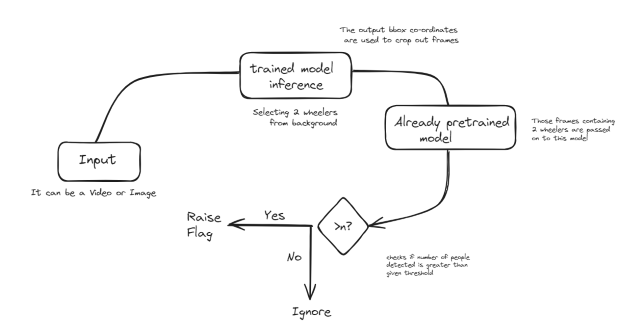 The output bbox co-ordinates
are used to crop out frames
trained model
inference
Selecting 2 wheelers
from background
Already pretrained
model
Those frames containing
2 wheelers are passed
on to this model
Input
It can be a Video or Image
Raise
Flag
Yes
>n?
No
checks if number of people
detected is greater than
given threshold
Ignore